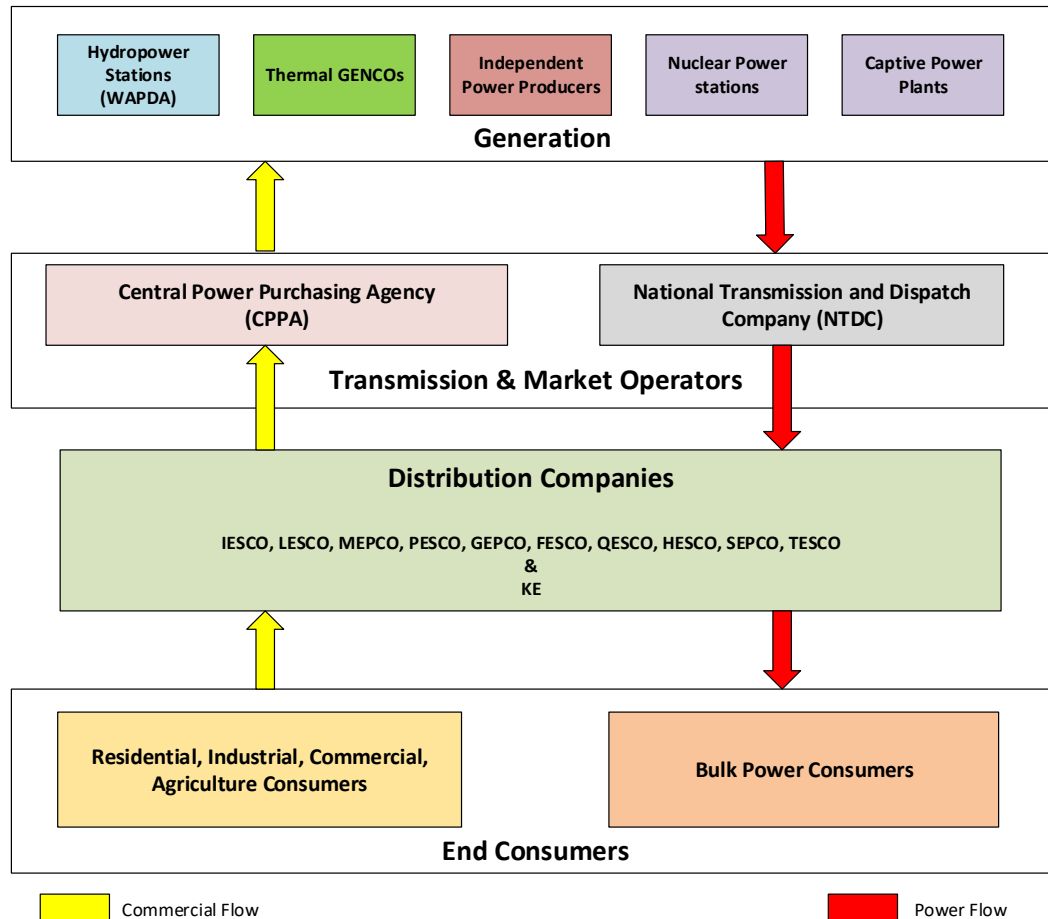 Hydropower
Stations
(WAPDA)
Thermal GENCOs
Independent
Power Producers
Nuclear Power
stations
Captive Power
Plants
Generation
Central Power Purchasing Agency
(CPPA)
National Transmission and Dispatch
Company (NTDC)
Transmission & Market Operators
Distribution Companies
IESCO, LESCO, MEPCO, PESCO, GEPCO, FESCO, QESCO, HESCO, SEPCO, TESCO
&
KE
Residential, Industrial, Commercial,
Agriculture Consumers
Bulk Power Consumers
End Consumers
Commercial Flow
Power Flow